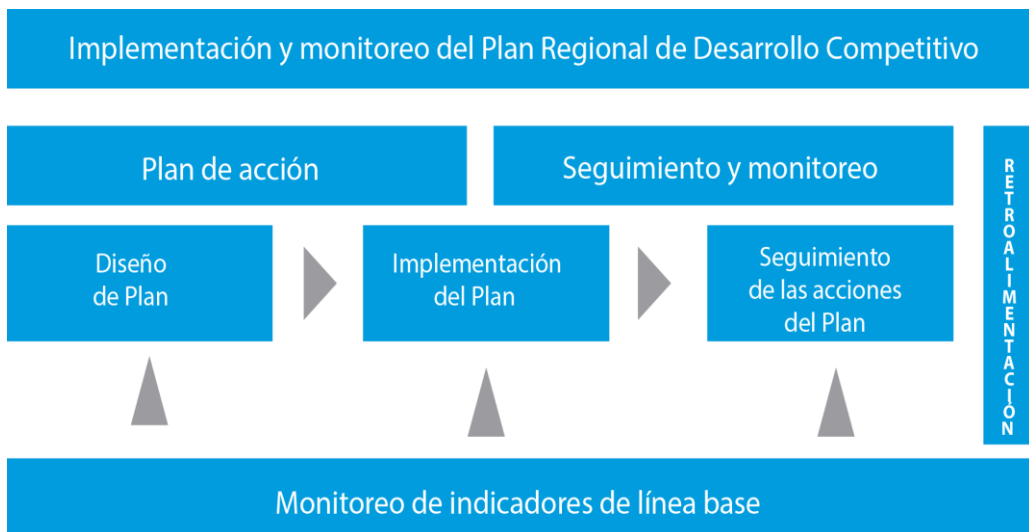 Implementación y monitoreo del Plan Regional de Desarrollo Competitivo
Plan de acción
Seguimiento y monitoreo
Diseño
de Plan
Implementación
del Plan
Seguimiento
de las acciones
del Plan
RETROALIMENTACIÓN
Monitoreo de indicadores de línea base